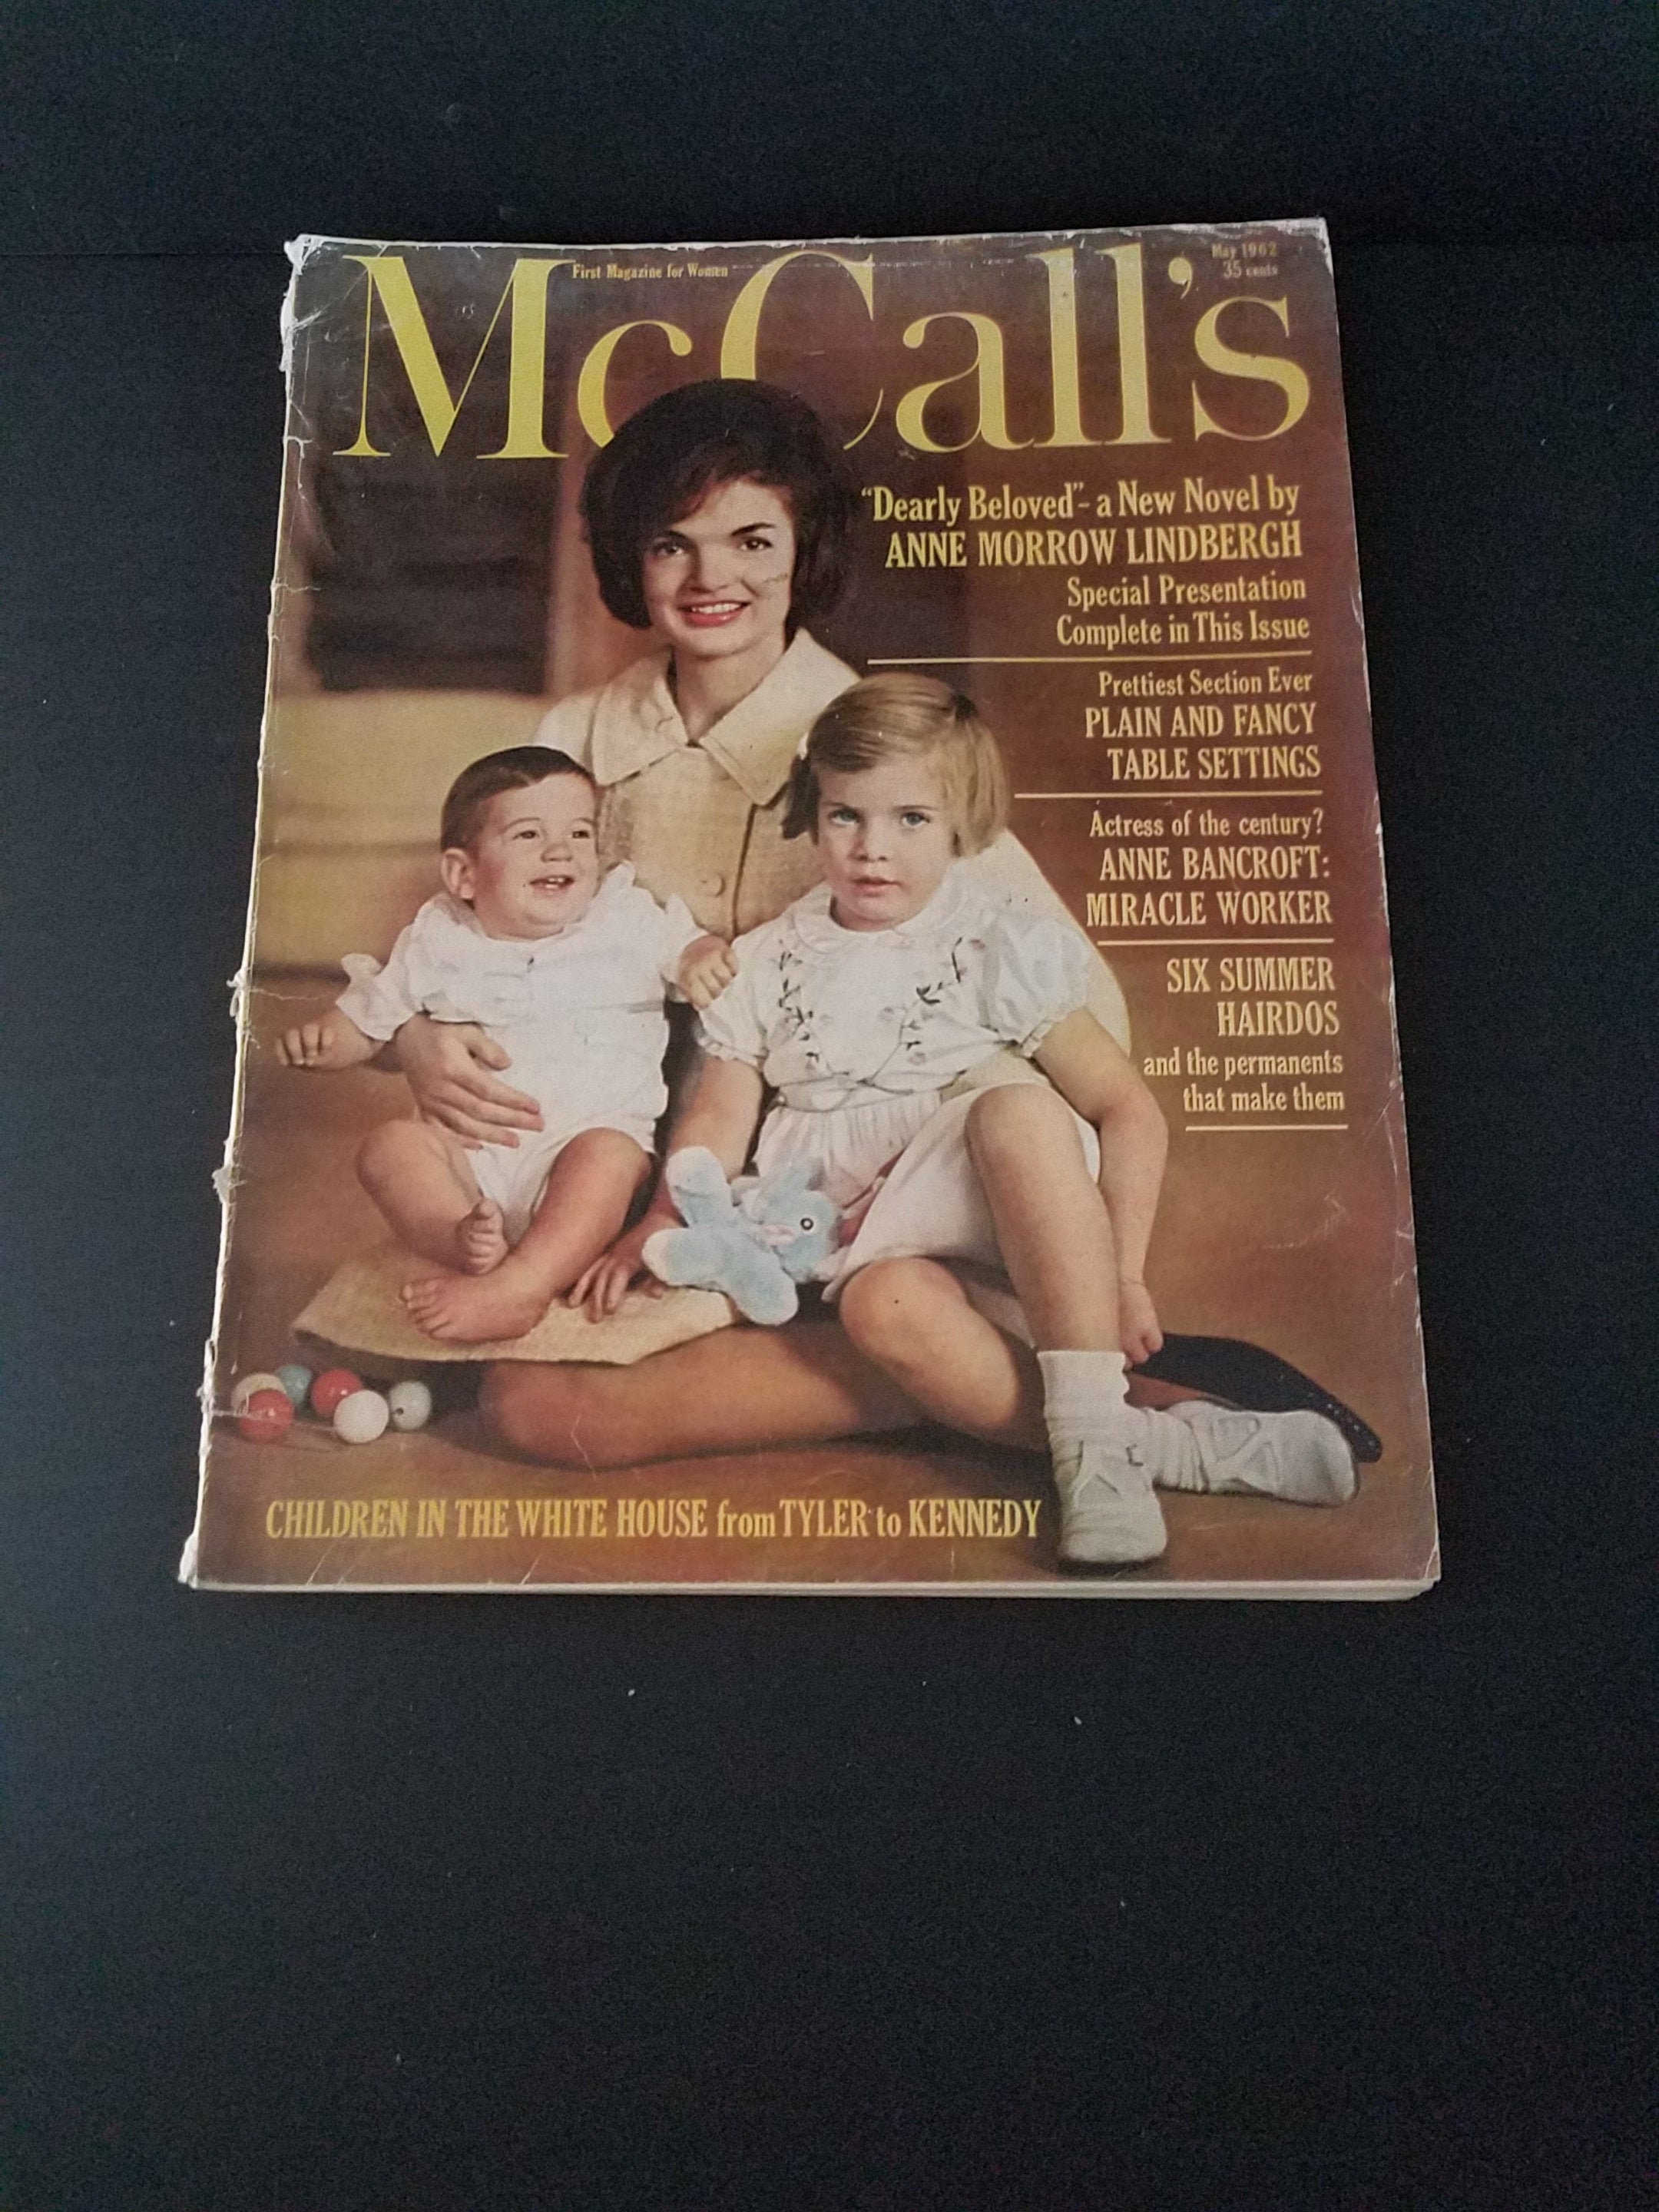 First Magazine for Women
May 1962
35 cents
McCall's
"Dearly Beloved" - a New Novel by
ANNE MORROW LINDBERGH
Special Presentation
Complete in This Issue
Prettiest Section Ever
PLAIN AND FANCY
TABLE SETTINGS
Actress of the century?
ANNE BANCROFT:
MIRACLE WORKER
SIX SUMMER
HAIRDOS
and the permanents
that make them
CHILDREN IN THE WHITE HOUSE from TYLER to KENNEDY